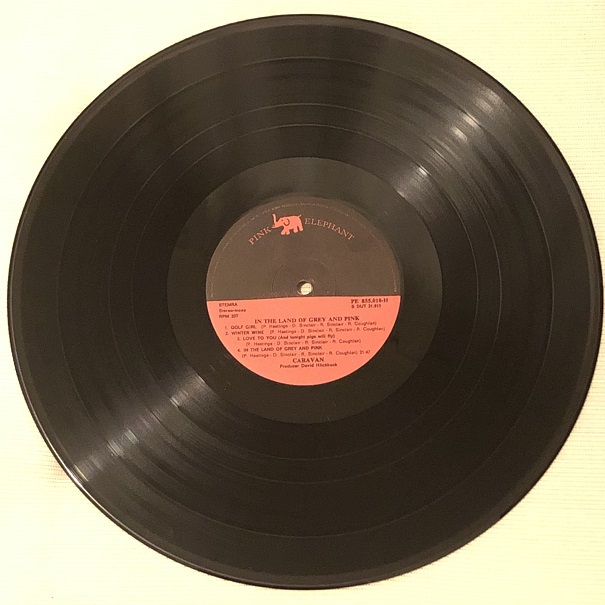 PINK ELEPHANT
STEMRA
Stereo-mono
RPM 33⅓
PE 855.018-H
IN THE LAND OF GREY AND PINK
1. GOLF GIRL (P. Hastings - D. Sinclair - R. Sinclair - R. Coughlan)
2. WINTER WINE (P. Hastings - D. Sinclair - R. Sinclair - R. Coughlan)
3. LOVE TO YOU (And tonight pigs will fly)
(P. Hastings - D. Sinclair - R. Sinclair - R. Coughlan)
4. IN THE LAND OF GREY AND PINK
(P. Hastings - D. Sinclair - R. Sinclair - R. Coughlan)
CARAVAN
Producer David Hitchcock